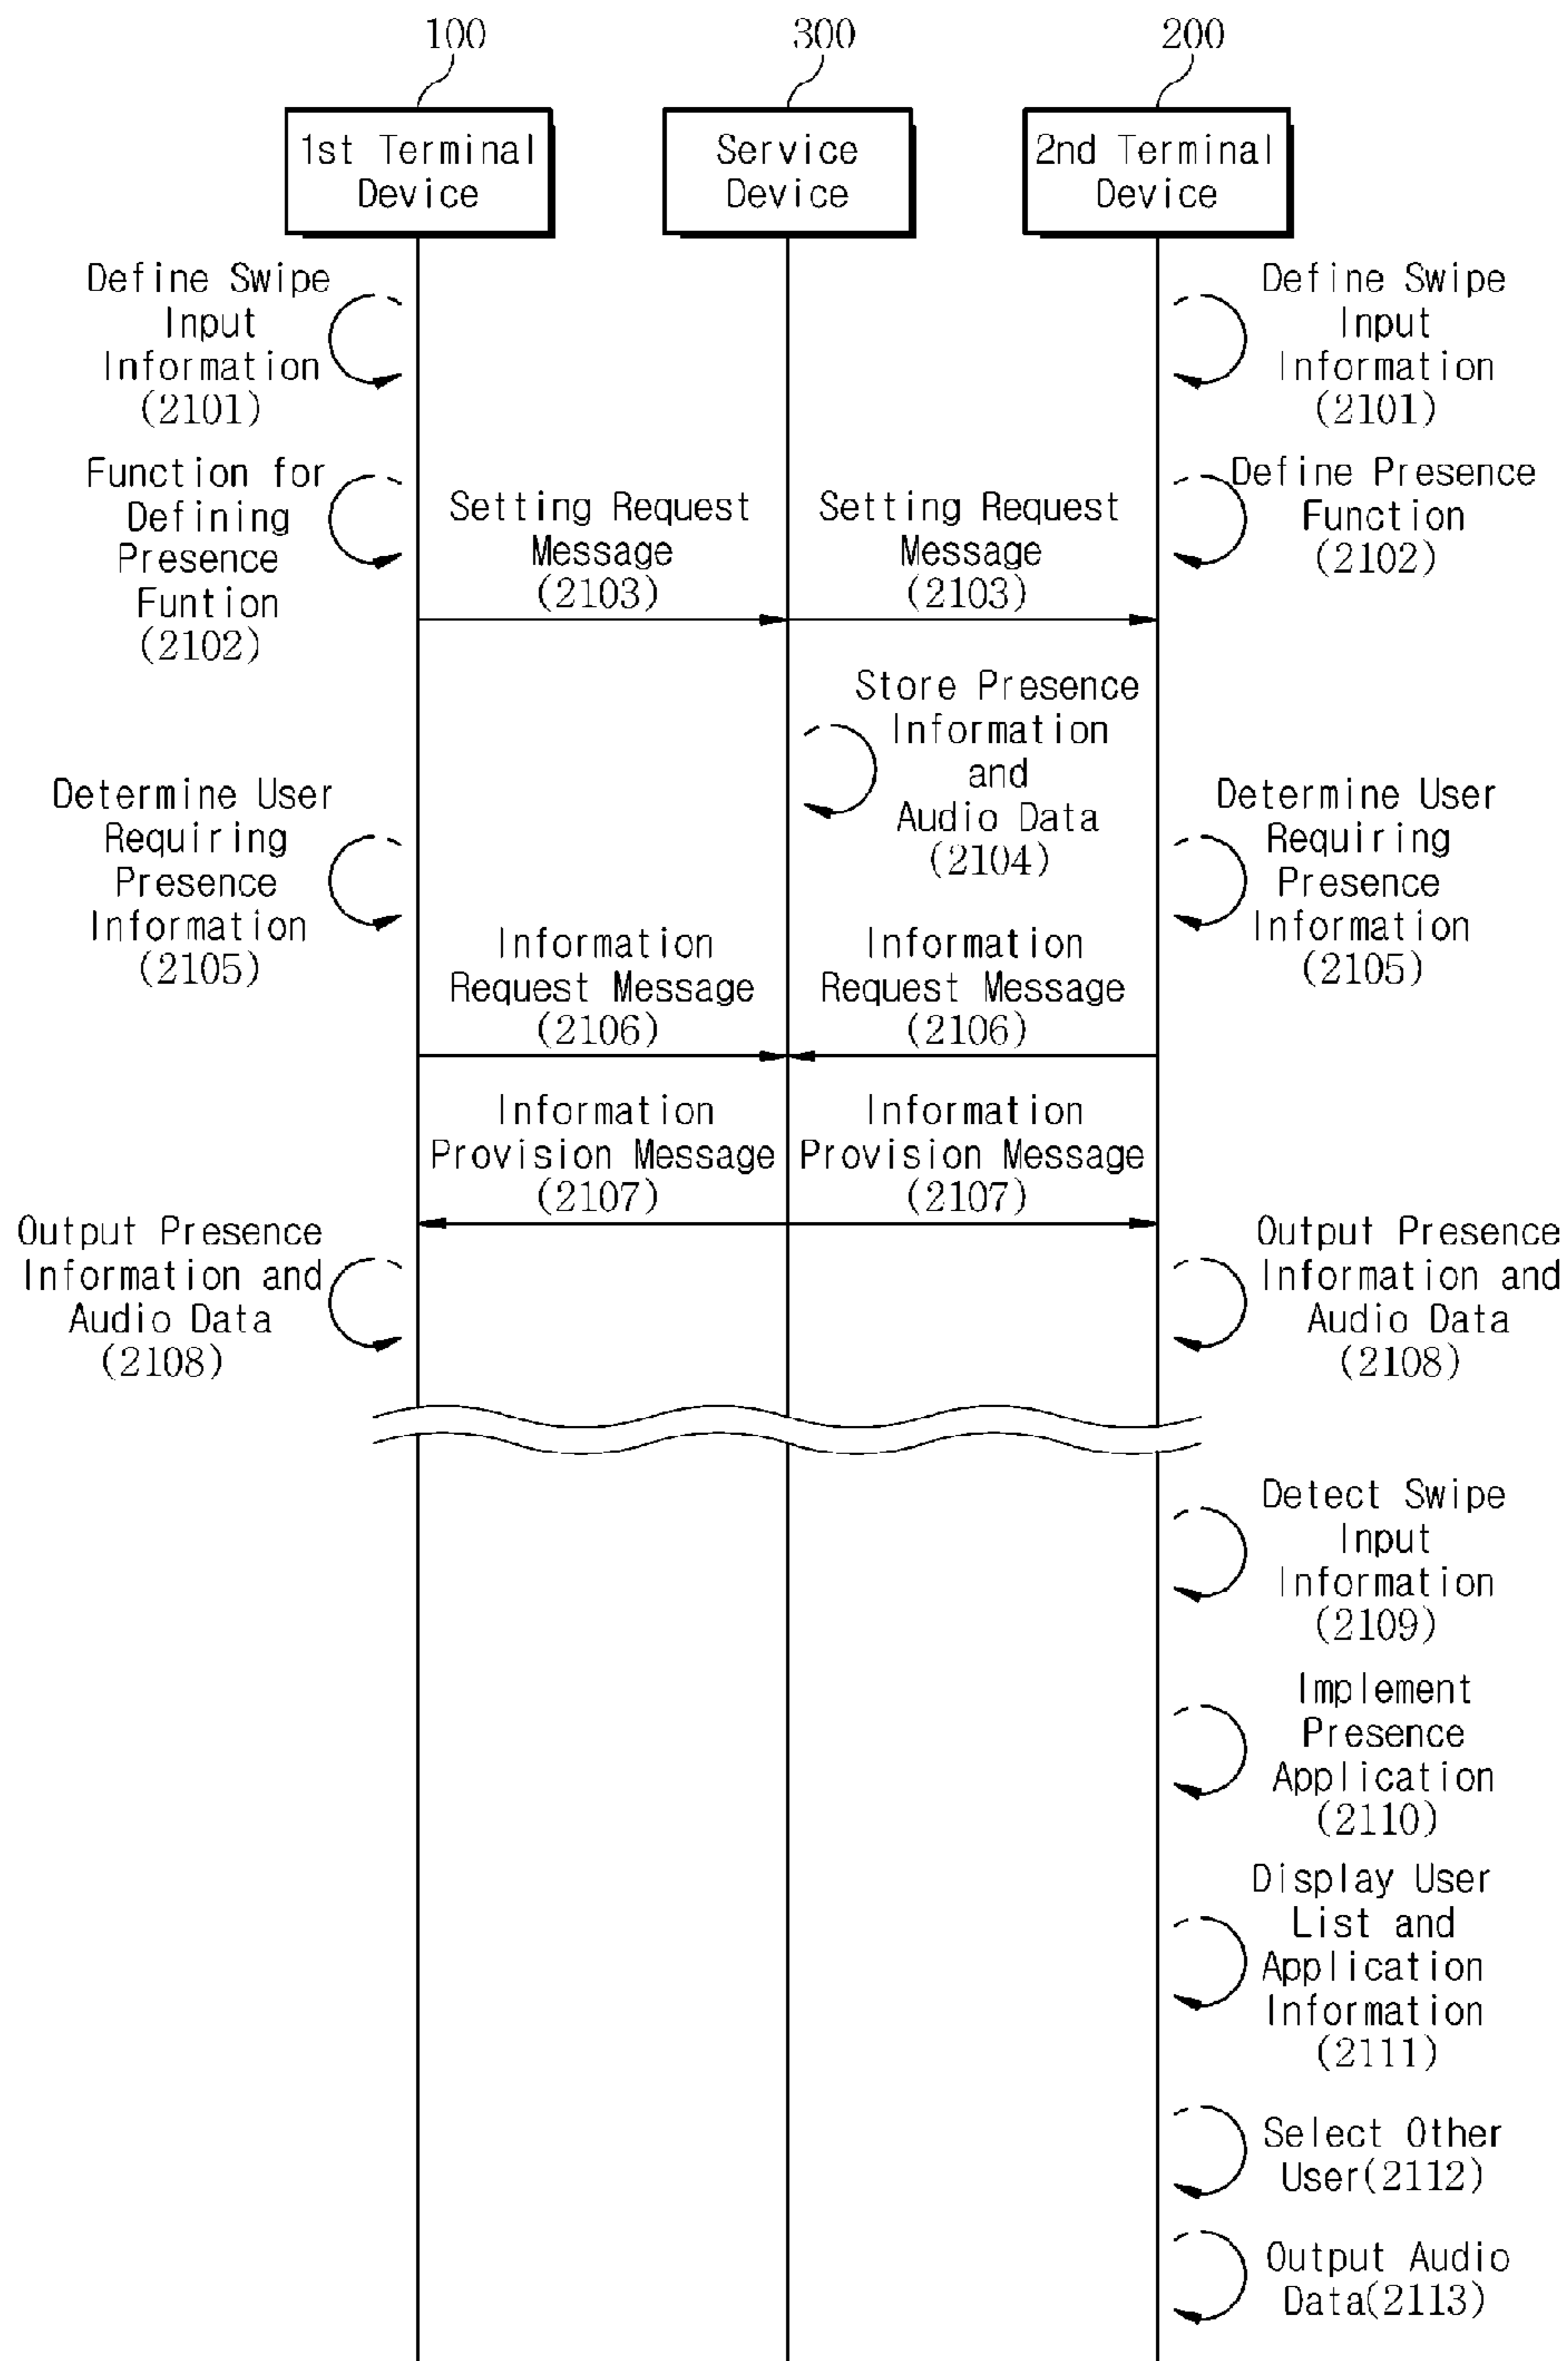 100
300
200
1st Terminal
Device
Service
Device
2nd Terminal
Device
Define Swipe
Input
Information
(2101)
Define Swipe
Input
Information
(2101)
Function for
Defining
Presence
Funtion
(2102)
Setting Request
Message
(2103)
Setting Request
Message
(2103)
Define Presence
Function
(2102)
Store Presence
Information
and
Audio Data
(2104)
Determine User
Requiring
Presence
Information
(2105)
Determine User
Requiring
Presence
Information
(2105)
Information
Request Message
(2106)
Information
Request Message
(2106)
Information
Provision Message
(2107)
Information
Provision Message
(2107)
Output Presence
Information and
Audio Data
(2108)
Output Presence
Information and
Audio Data
(2108)
Detect Swipe
Input
Information
(2109)
Implement
Presence
Application
(2110)
Display User
List and
Application
Information
(2111)
Select Other
User(2112)
Output Audio
Data(2113)